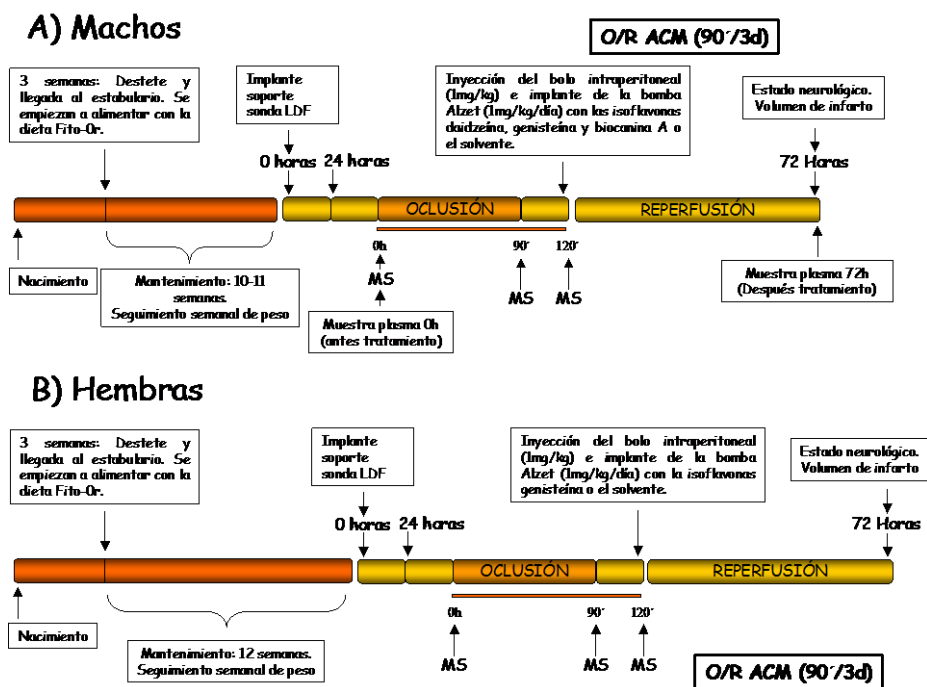 A) Machos
O/R ACM (90´/3d)
3 semanas: Destete y
llegada al estabulario. Se
empiezan a alimentar con la
dieta Fito-Or.
Implante
soporte
sonda LDF
Inyección del bolo intraperitoneal
(1mg/kg) e implante de la bomba
Alzet (1mg/kg/día) con las isoflavonas
daidzeína, genisteína y biocanina A o
el solvente.
Estado neurológico.
Volumen de infarto
0 horas
24 horas
72 Horas
OCLUSIÓN
REPERFUSIÓN
0h
90´
120´
MS
MS
MS
Nacimiento
Mantenimiento: 10-11
semanas.
Seguimiento semanal de peso
Muestra plasma 0h
(antes tratamiento)
Muestra plasma 72h
(Después tratamiento)
B) Hembras
3 semanas: Destete y
llegada al estabulario. Se
empiezan a alimentar con la
dieta Fito-Or.
Implante
soporte
sonda LDF
Inyección del bolo intraperitoneal
(1mg/kg) e implante de la bomba
Alzet (1mg/kg/día) con la isoflavonas
genisteína o el solvente.
Estado neurológico.
Volumen de infarto
0 horas
24 horas
72 Horas
OCLUSIÓN
REPERFUSIÓN
0h
90´
120´
MS
MS
MS
Nacimiento
Mantenimiento: 12 semanas.
Seguimiento semanal de peso
O/R ACM (90´/3d)